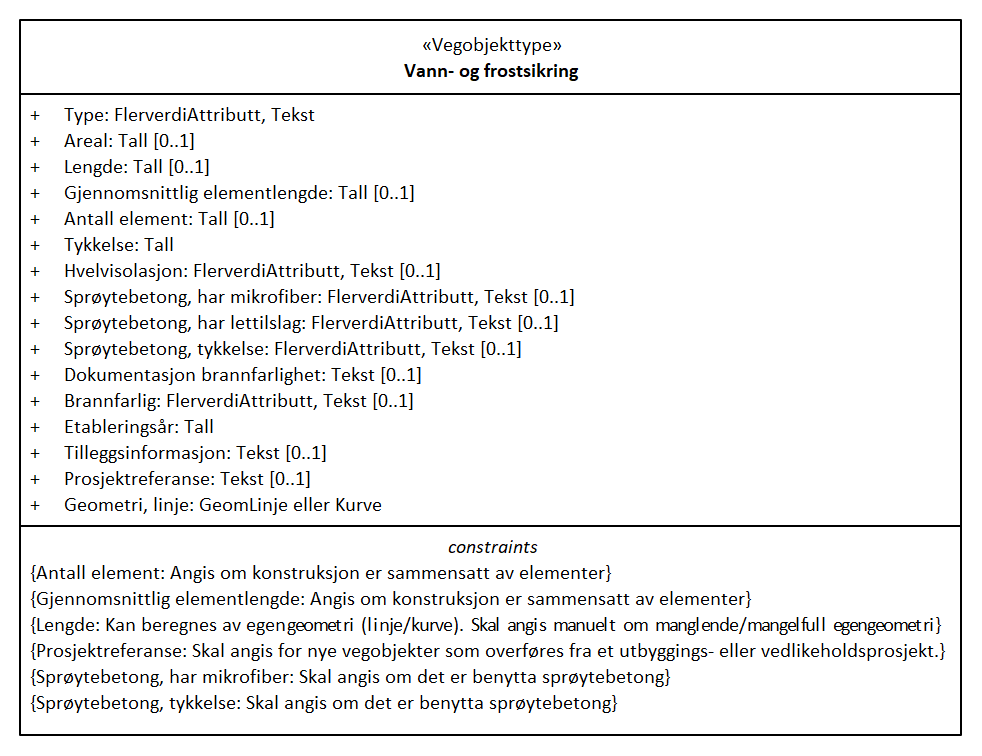 «Vegobjekttype»
Vann- og frostsikring
+ Type: FlerverdiAttributt, Tekst
+ Areal: Tall [0..1]
+ Lengde: Tall [0..1]
+ Gjennomsnittlig elementlengde: Tall [0..1]
+ Antall element: Tall [0..1]
+ Tykkelse: Tall
+ Hvelvisolasjon: FlerverdiAttributt, Tekst [0..1]
+ Sprøytebetong, har mikrofiber: FlerverdiAttributt, Tekst [0..1]
+ Sprøytebetong, har lettilslag: FlerverdiAttributt, Tekst [0..1]
+ Sprøytebetong, tykkelse: FlerverdiAttributt, Tekst [0..1]
+ Dokumentasjon brannfarlighet: Tekst [0..1]
+ Brannfarlig: FlerverdiAttributt, Tekst [0..1]
+ Etableringsår: Tall
+ Tilleggsinformasjon: Tekst [0..1]
+ Prosjektreferanse: Tekst [0..1]
+ Geometri, linje: GeomLinje eller Kurve
constraints
{Antall element: Angis om konstruksjon er sammensatt av elementer}
{Gjennomsnittlig elementlengde: Angis om konstruksjon er sammensatt av elementer}
{Lengde: Kan beregnes av egengeometri (linje/kurve). Skal angis manuelt om manglende/mangelfull egengeometri}
{Prosjektreferanse: Skal angis for nye vegobjekter som overføres fra et utbyggings- eller vedlikeholdsprosjekt.}
{Sprøytebetong, har mikrofiber: Skal angis om det er benytta sprøytebetong}
{Sprøytebetong, tykkelse: Skal angis om det er benytta sprøytebetong}